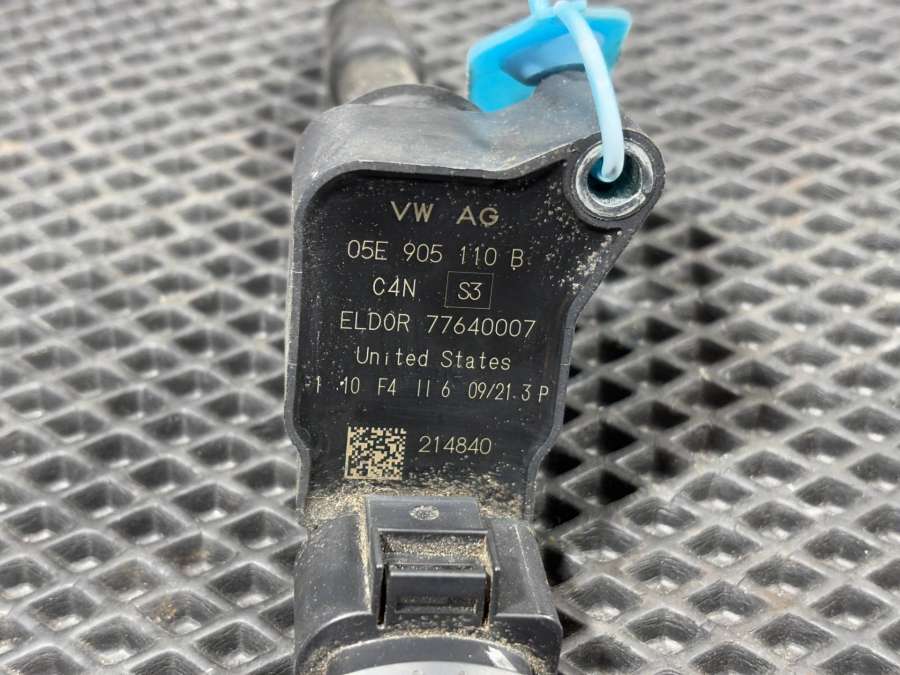 VW AG
05E 905 110 B
C4N S3
ELDOR 77640007
United States
1 10 F4 II 6 09/21.3 P
214840